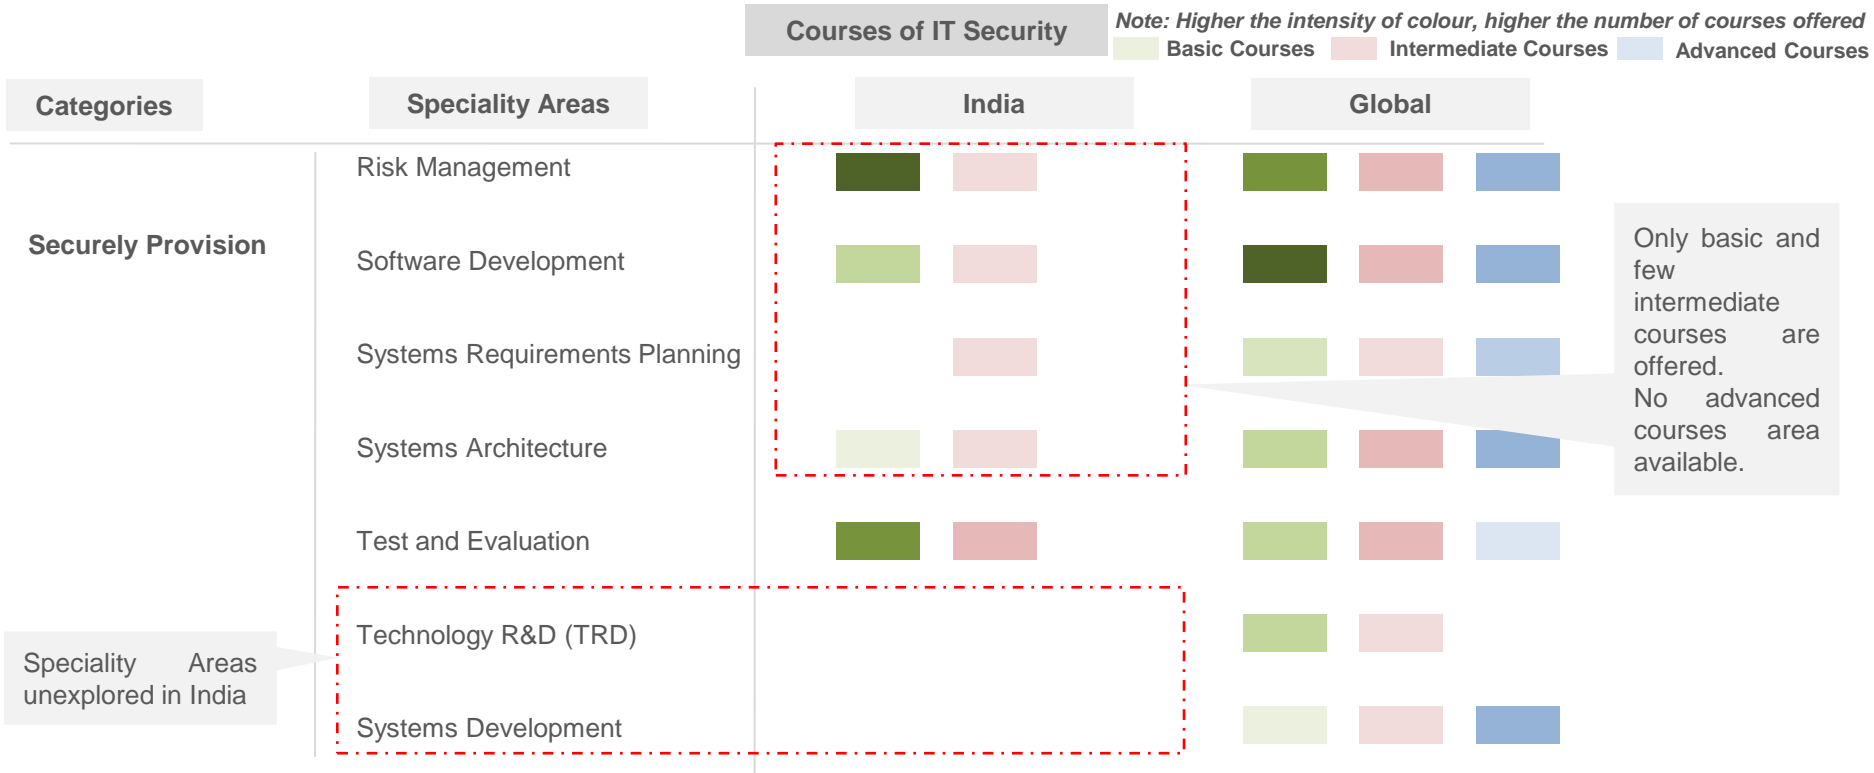 Courses of IT Security
Note: Higher the intensity of colour, higher the number of courses offered
Basic Courses Intermediate Courses Advanced Courses
Categories Speciality Areas India Global
Securely Provision
Risk Management
Software Development
Systems Requirements Planning
Systems Architecture
Test and Evaluation
Technology R&D (TRD)
Systems Development
Only basic and
few
intermediate
courses are
offered.
No advanced
courses area
available.
Speciality Areas
unexplored in India